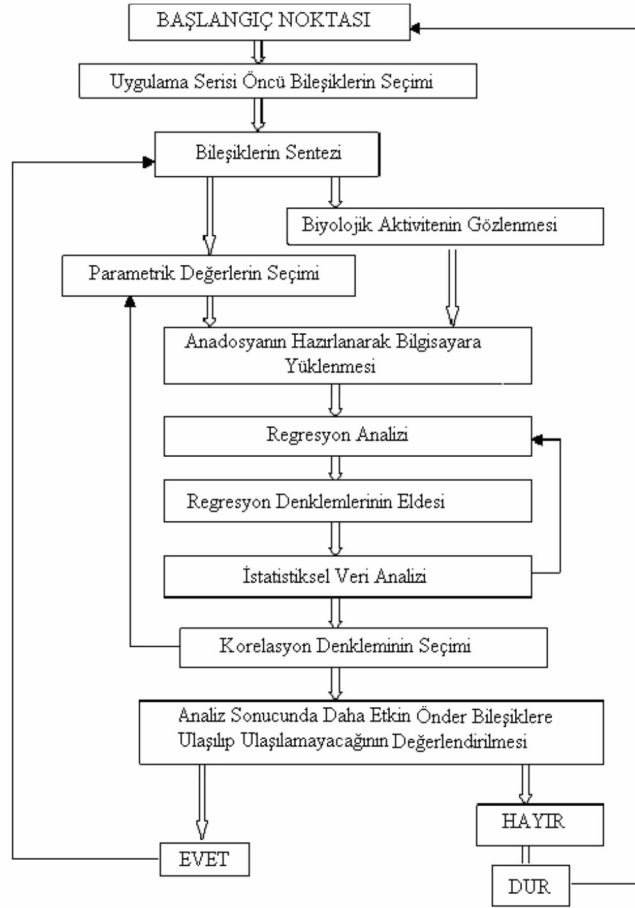 BAŞLANGIÇ NOKTASI
Uygulama Serisi Öncü Bileşiklerin Seçimi
Bileşiklerin Sentezi
Biyolojik Aktivitenin Gözlenmesi
Parametrik Değerlerin Seçimi
Anadosyanın Hazırlanarak Bilgisayara
Yüklenmesi
Regresyon Analizi
Regresyon Denklemlerinin Eldesi
İstatistiksel Veri Analizi
Korelasyon Denkleminin Seçimi
Analiz Sonucunda Daha Etkin Önder Bileşiklere
Ulaşılıp Ulaşılamayacağının Değerlendirilmesi
HAYIR
EVET
DUR